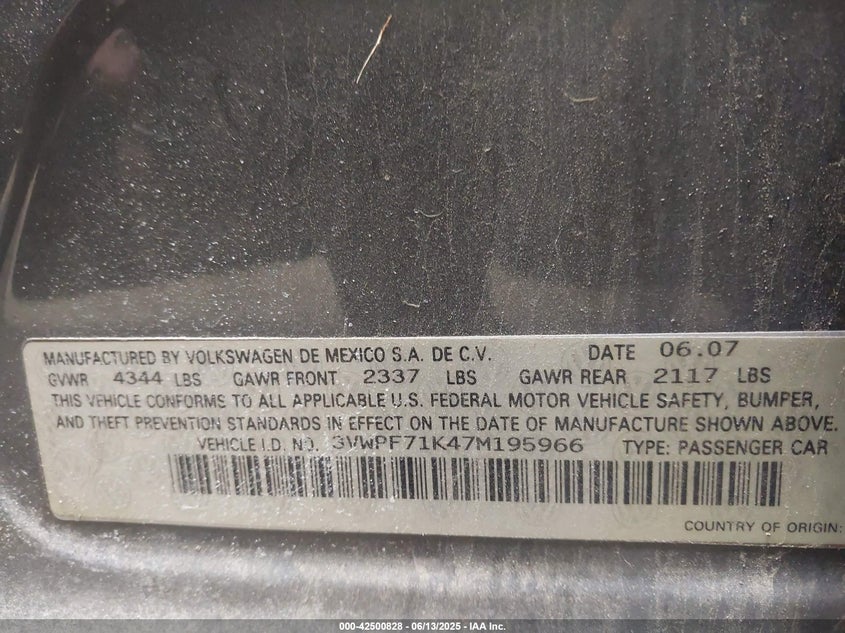 MANUFACTURED BY VOLKSWAGEN DE MEXICO S.A. DE C.V. DATE 06.07
GVWR 4344 LBS GAWR FRONT 2337 LBS GAWR REAR 2117 LBS
THIS VEHICLE CONFORMS TO ALL APPLICABLE U.S. FEDERAL MOTOR VEHICLE SAFETY, BUMPER,
AND THEFT PREVENTION STANDARDS IN EFFECT ON THE DATE OF MANUFACTURE SHOWN ABOVE.
VEHICLE I.D. NO. 3VWPF71K47M195966 TYPE: PASSENGER CAR
COUNTRY OF ORIGIN:
000-42500828 - 06/13/2025 - IAA Inc.